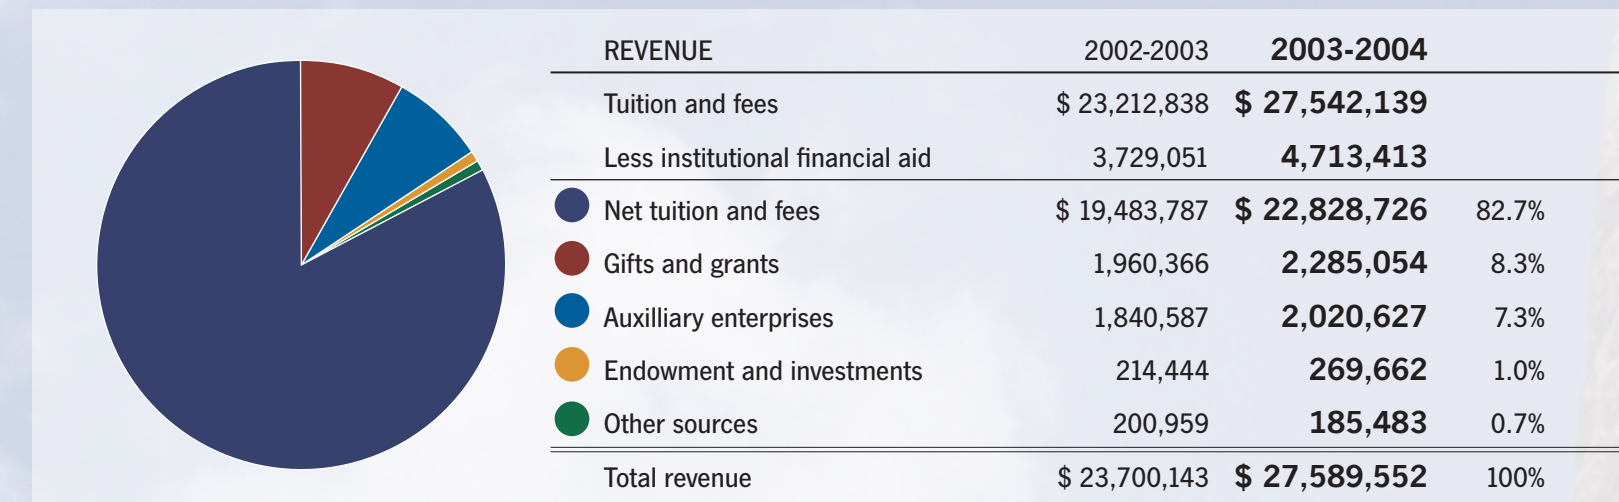 REVENUE 2002-2003 2003-2004
Tuition and fees $ 23,212,838 $ 27,542,139
Less institutional financial aid 3,729,051 4,713,413
Net tuition and fees $ 19,483,787 $ 22,828,726 82.7%
Gifts and grants 1,960,366 2,285,054 8.3%
Auxilliary enterprises 1,840,587 2,020,627 7.3%
Endowment and investments 214,444 269,662 1.0%
Other sources 200,959 185,483 0.7%
Total revenue $ 23,700,143 $ 27,589,552 100%